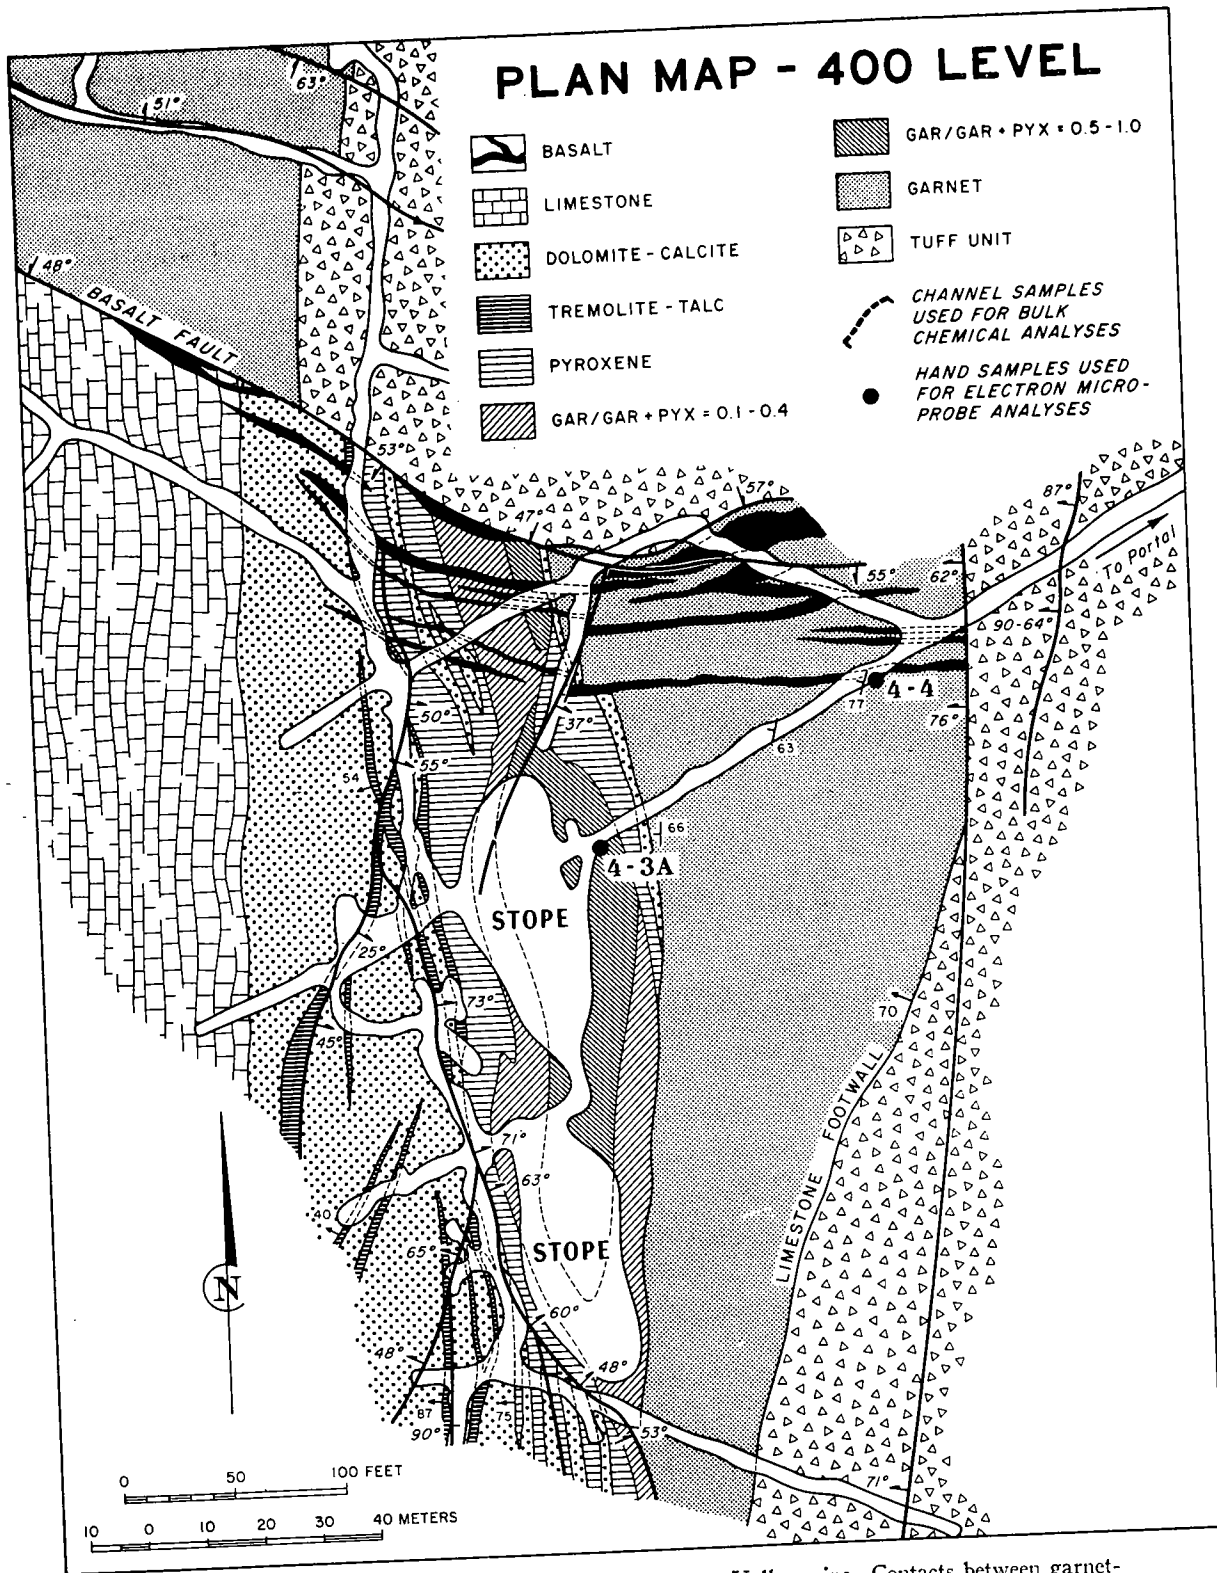 PLAN MAP - 400 LEVEL
BASALT
LIMESTONE
DOLOMITE - CALCITE
TREMOLITE - TALC
PYROXENE
GAR/GAR + PYX = 0.1 - 0.4
GAR/GAR + PYX = 0.5 - 1.0
GARNET
TUFF UNIT
CHANNEL SAMPLES
USED FOR BULK
CHEMICAL ANALYSES
HAND SAMPLES USED
FOR ELECTRON MICRO-
PROBE ANALYSES
63°
51°
48°
BASALT FAULT
53°
57°
47°
87°
To Portal
55°
62°
90-64°
4-4
77
76°
50°
37°
63
55°
54
66
4-3A
STOPE
25°
73°
70
45°
LIMESTONE FOOTWALL
71°
63°
40
65°
STOPE
60°
48°
48°
87
75
90°
53°
71°
N
0 50 100 FEET
10 0 10 20 30 40 METERS
Contacts between garnet-